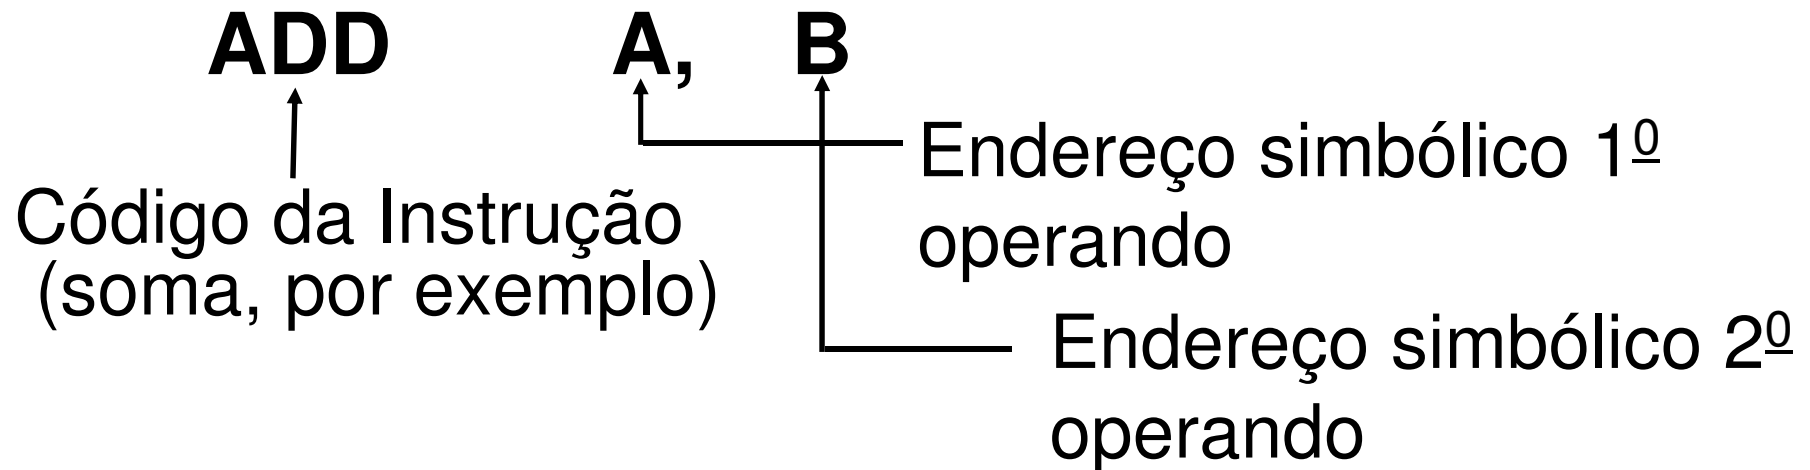 ADD A, B
Endereço simbólico 1º
operando
Código da Instrução
(soma, por exemplo)
Endereço simbólico 2º
operando